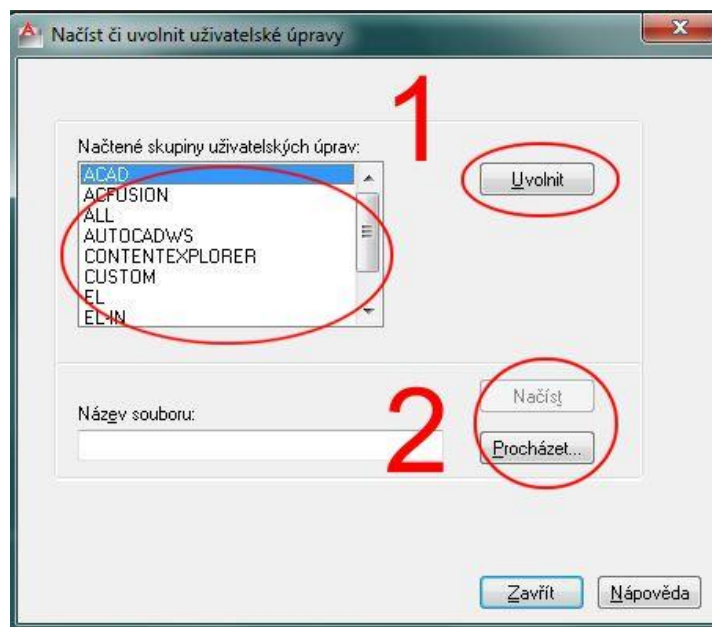 Načíst či uvolnit uživatelské úpravy
1
Načtené skupiny uživatelských úprav:
ACAD
ACFUSION
ALL
AUTOCADWS
CONTENTEXPLORER
CUSTOM
EL
EL-IN
Uvolnit
2
Načíst
Název souboru:
Procházet...
Zavřít
Nápověda